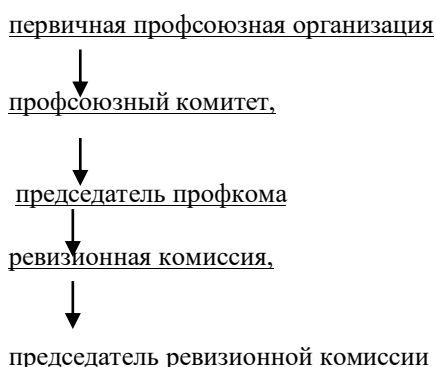 первичная профсоюзная организация
профсоюзный комитет,
председатель профкома
ревизионная комиссия,
председатель ревизионной комиссии